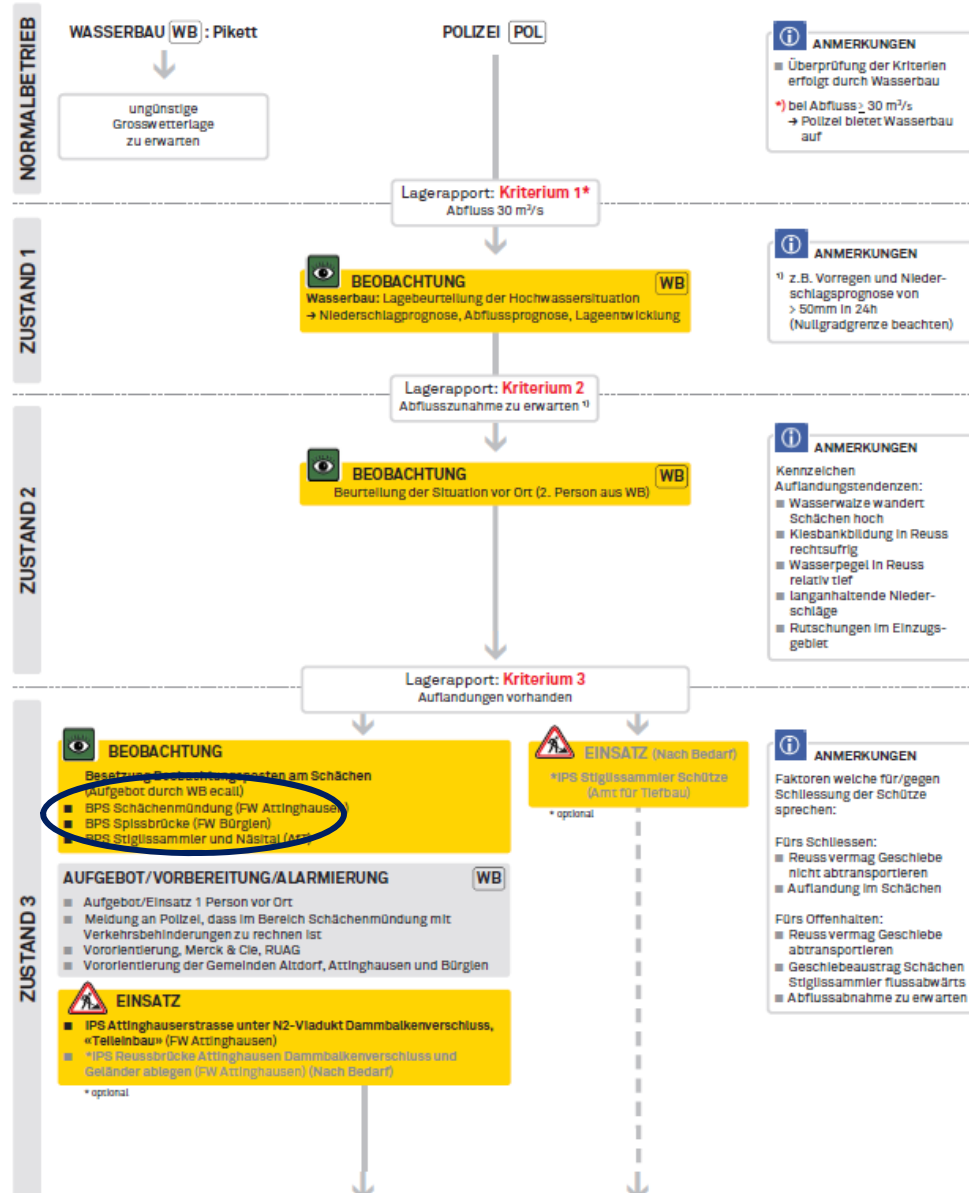 NORMALBETRIEB
WASSERBAU WB : Pikett
ungünstige
Grosswetterlage
zu erwarten
POLIZEI POL
ANMERKUNGEN
Überprüfung der Kriterien
erfolgt durch Wasserbau
*) bei Abfluss ≥ 30 m³/s
→ Polizei bietet Wasserbau
auf
Lagerapport: Kriterium 1*
Abfluss 30 m³/s
ZUSTAND 1
BEOBACHTUNG WB
Wasserbau: Lagebeurteilung der Hochwassersituation
→ Niederschlagprognose, Abflussprognose, Lageentwicklung
ANMERKUNGEN
¹⁾ z.B. Vorregen und Nieder-
schlagsprognose von
> 50mm in 24h
(Nullgradgrenze beachten)
Lagerapport: Kriterium 2
Abflusszunahme zu erwarten ¹⁾
ZUSTAND 2
BEOBACHTUNG WB
Beurteilung der Situation vor Ort (2. Person aus WB)
ANMERKUNGEN
Kennzeichen
Auflandungstendenzen:
Wasserwalze wandert
Schächen hoch
Kiesbankbildung in Reuss
rechtsufrig
Wasserpegel in Reuss
relativ tief
langanhaltende Nieder-
schläge
Rutschungen im Einzugs-
gebiet
Lagerapport: Kriterium 3
Auflandungen vorhanden
ZUSTAND 3
BEOBACHTUNG
Besetzung Beobachtungsposten am Schächen
(Aufgebot durch WB ecall)
BPS Schächenmündung (FW Attinghausen)
BPS Spissbrücke (FW Bürglen)
BPS Stiglissammler und Näsital (AfT)
EINSATZ (Nach Bedarf)
*IPS Stiglissammler Schütze
(Amt für Tiefbau)
* optional
AUFGEBOT/VORBEREITUNG/ALARMIERUNG WB
Aufgebot/Einsatz 1 Person vor Ort
Meldung an Polizei, dass im Bereich Schächenmündung mit
Verkehrsbehinderungen zu rechnen ist
Vororientierung, Merck & Cie, RUAG
Vororientierung der Gemeinden Altdorf, Attinghausen und Bürglen
EINSATZ
IPS Attinghauserstrasse unter N2-Viadukt Dammbalkenverschluss,
«Teileinbau» (FW Attinghausen)
*IPS Reussbrücke Attinghausen Dammbalkenverschluss und
Geländer ablegen (FW Attinghausen) (Nach Bedarf)
* optional
ANMERKUNGEN
Faktoren welche für/gegen
Schliessung der Schütze
sprechen:
Fürs Schliessen:
Reuss vermag Geschiebe
nicht abtransportieren
Auflandung im Schächen
Fürs Offenhalten:
Reuss vermag Geschiebe
abtransportieren
Geschiebeaustrag Schächen
Stiglissammler flussabwärts
Abflussabnahme zu erwarten